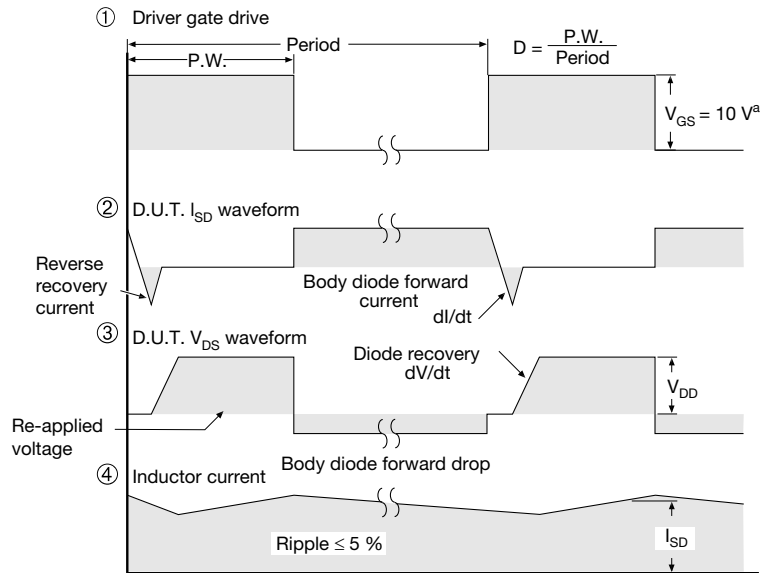 ① Driver gate drive
Period
P.W.
D = P.W. / Period
V_GS = 10 V^a
② D.U.T. I_SD waveform
Reverse
recovery
current
Body diode forward
current
dI/dt
③ D.U.T. V_DS waveform
Diode recovery
dV/dt
V_DD
Re-applied
voltage
Body diode forward drop
④ Inductor current
Ripple ≤ 5 %
I_SD